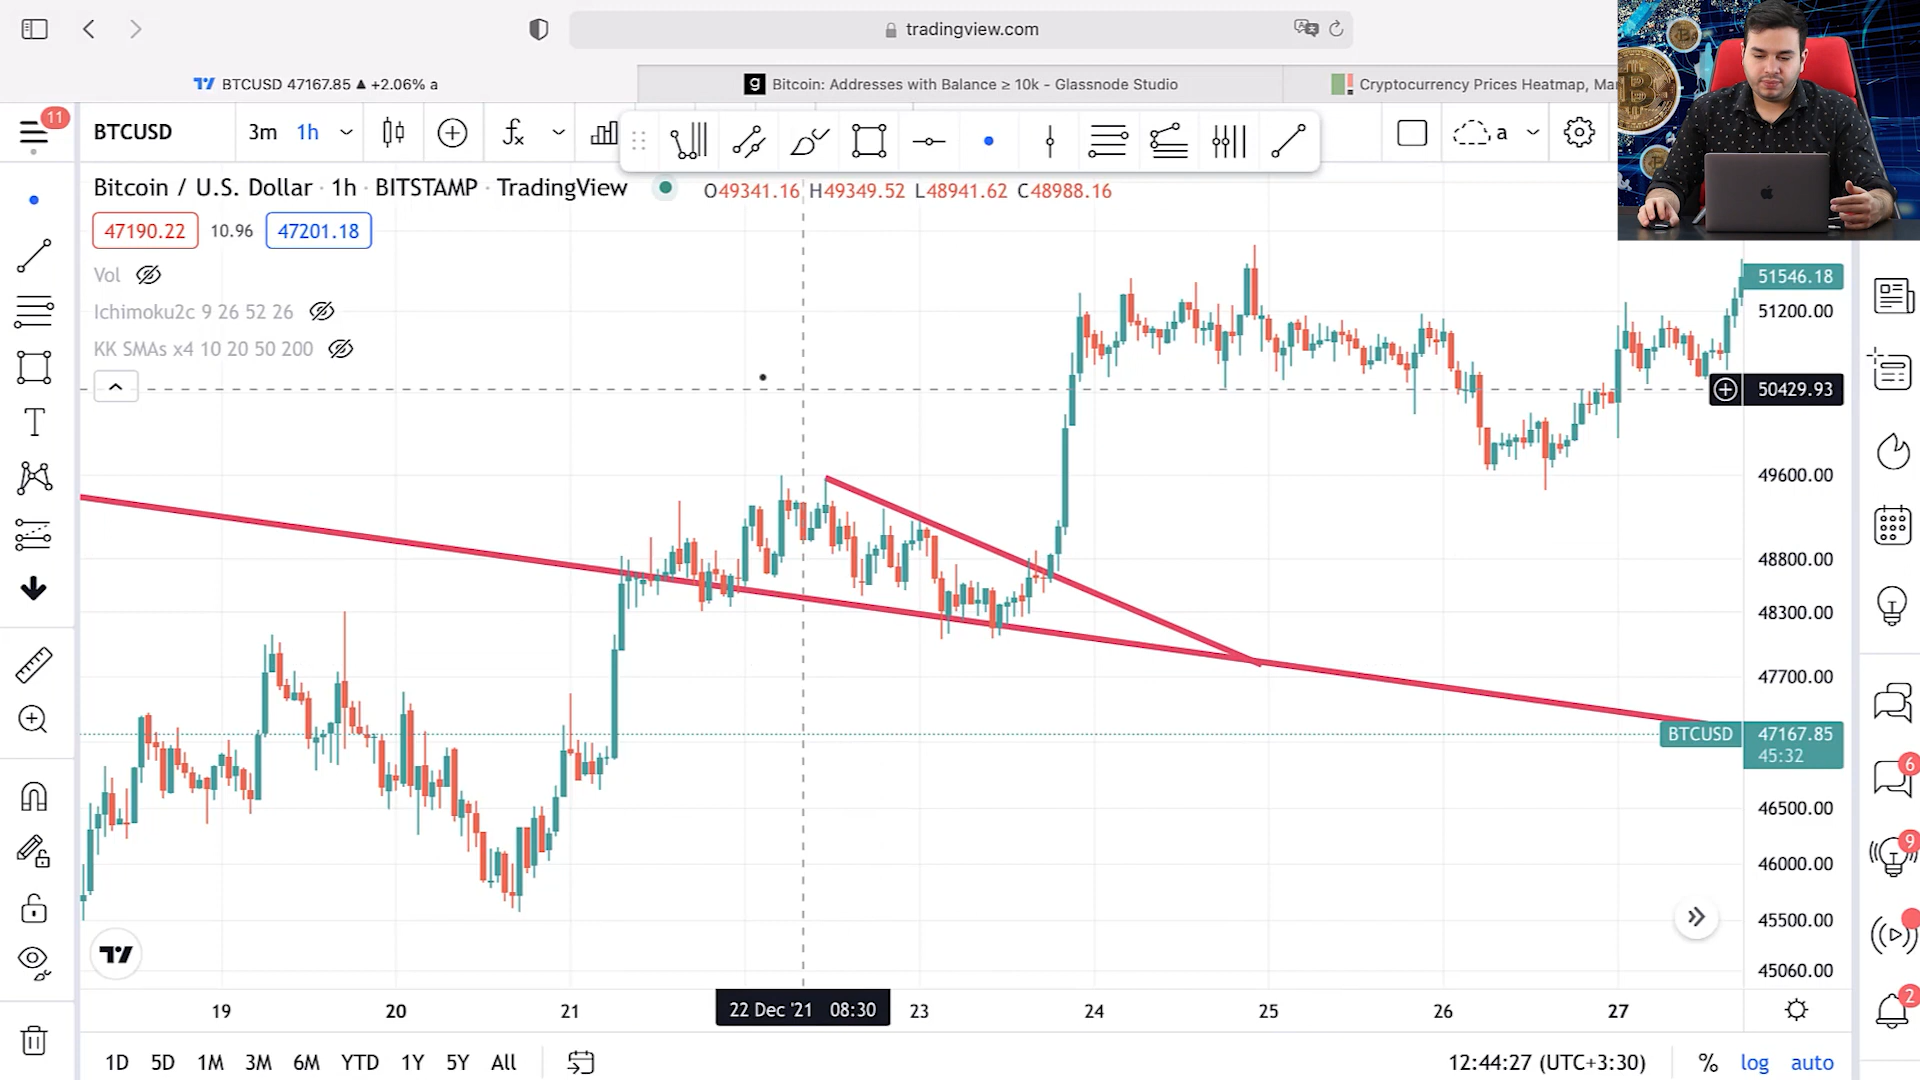 tradingview.com
BTCUSD 47167.85 ▲ +2.06% a
g Bitcoin: Addresses with Balance ≥ 10k - Glassnode Studio
Cryptocurrency Prices Heatmap, Ma
11
BTCUSD 3m 1h a
Bitcoin / U.S. Dollar · 1h · BITSTAMP · TradingView O49341.16 H49349.52 L48941.62 C48988.16
47190.22 10.96 47201.18
Vol
Ichimoku2c 9 26 52 26
KK SMAs x4 10 20 50 200
51546.18
51200.00
50429.93
49600.00
48800.00
48300.00
47700.00
BTCUSD 47167.85
45:32
46500.00
46000.00
45500.00
45060.00
6
9
2
19 20 21 22 Dec '21 08:30 23 24 25 26 27
1D 5D 1M 3M 6M YTD 1Y 5Y All 12:44:27 (UTC+3:30) % log auto